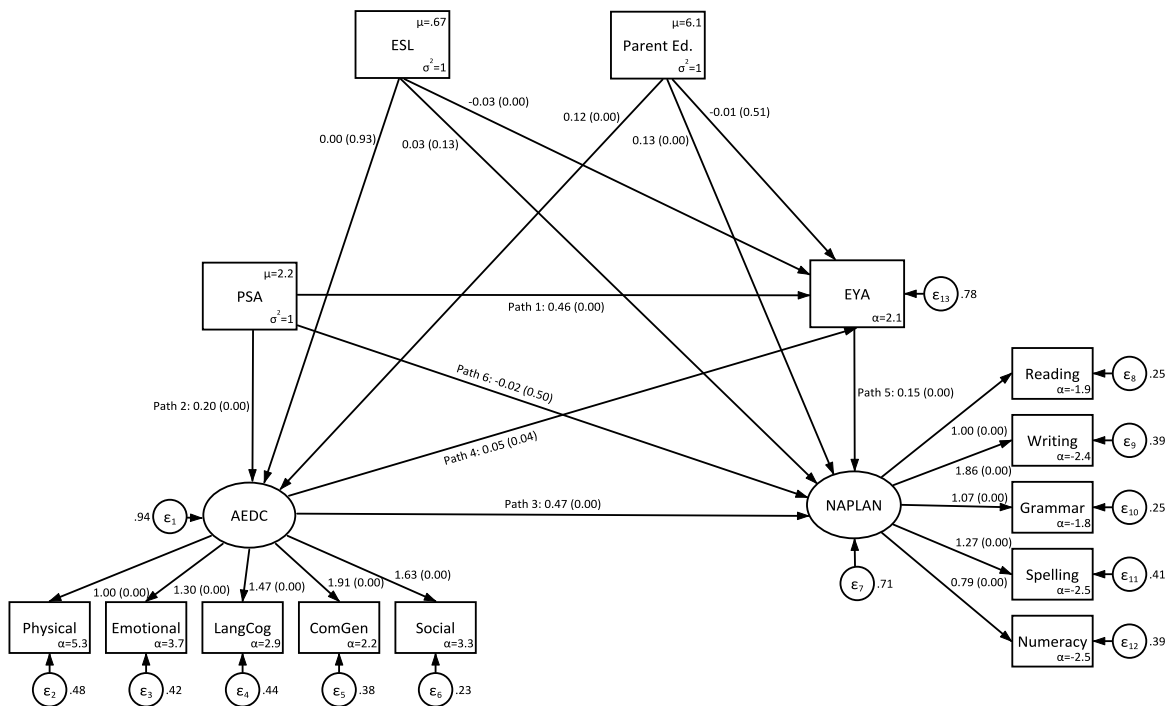 μ=.67
ESL
σ²=1
μ=6.1
Parent Ed.
σ²=1
-0.03 (0.00)
0.12 (0.00)
-0.01 (0.51)
0.00 (0.93)
0.03 (0.13)
0.13 (0.00)
μ=2.2
PSA
σ²=1
Path 1: 0.46 (0.00)
EYA
α=2.1
ε13
.78
Path 6: -0.02 (0.50)
Path 2: 0.20 (0.00)
Path 4: 0.05 (0.04)
Path 5: 0.15 (0.00)
Reading
α=-1.9
ε8
.25
1.00 (0.00)
Writing
α=-2.4
ε9
.39
1.86 (0.00)
.94
ε1
AEDC
Path 3: 0.47 (0.00)
NAPLAN
1.07 (0.00)
Grammar
α=-1.8
ε10
.25
1.27 (0.00)
Spelling
α=-2.5
ε11
.41
ε7
.71
0.79 (0.00)
Numeracy
α=-2.5
ε12
.39
1.00 (0.00)
1.30 (0.00)
1.47 (0.00)
1.91 (0.00)
1.63 (0.00)
Physical
α=5.3
Emotional
α=3.7
LangCog
α=2.9
ComGen
α=2.2
Social
α=3.3
ε2
.48
ε3
.42
ε4
.44
ε5
.38
ε6
.23